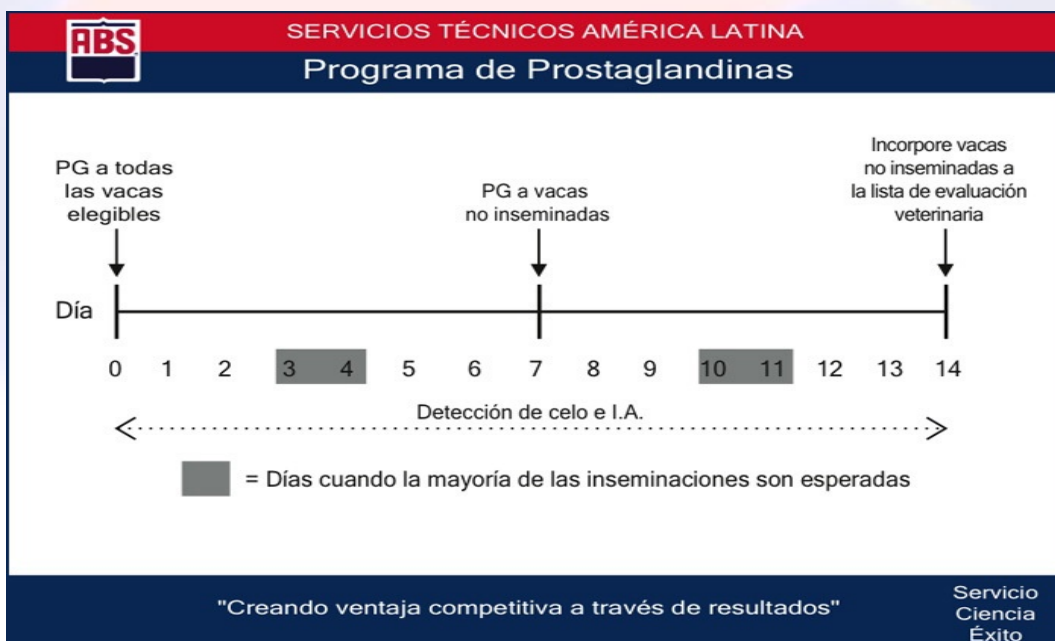 ABS
SERVICIOS TÉCNICOS AMÉRICA LATINA
Programa de Prostaglandinas
PG a todas
las vacas
elegibles
PG a vacas
no inseminadas
Incorpore vacas
no inseminadas a
la lista de evaluación
veterinaria
Día
0 1 2 3 4 5 6 7 8 9 10 11 12 13 14
Detección de celo e I.A.
= Días cuando la mayoría de las inseminaciones son esperadas
"Creando ventaja competitiva a través de resultados"
Servicio
Ciencia
Éxito